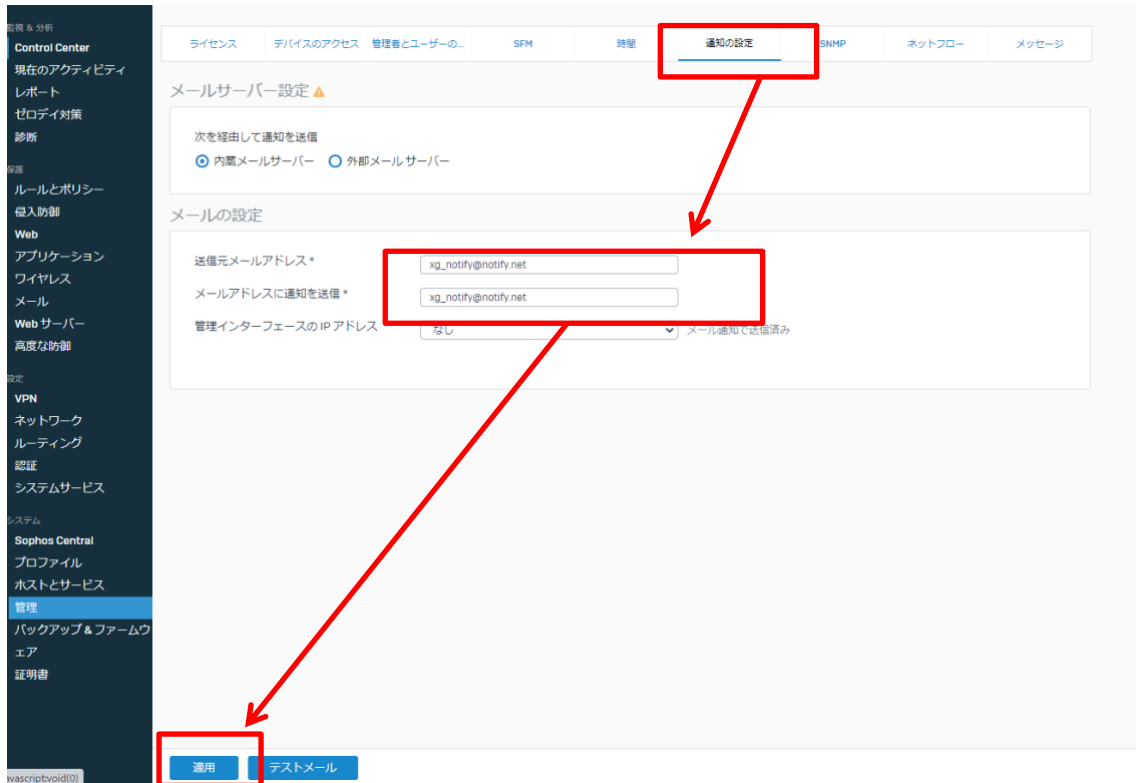 監視 & 分析
Control Center
現在のアクティビティ
レポート
ゼロデイ対策
診断
保護
ルールとポリシー
侵入防御
Web
アプリケーション
ワイヤレス
メール
Web サーバー
高度な防御
設定
VPN
ネットワーク
ルーティング
認証
システムサービス
システム
Sophos Central
プロファイル
ホストとサービス
管理
バックアップ & ファームウ
ェア
証明書
avascript:void(0)
ライセンス デバイスのアクセス 管理者とユーザーの... SFM 時間 通知の設定 SNMP ネットフロー メッセージ
メールサーバー設定
次を経由して通知を送信
内蔵メールサーバー 外部メール サーバー
メールの設定
送信元メールアドレス * xg_notify@notify.net
メールアドレスに通知を送信 * xg_notify@notify.net
管理インターフェースの IP アドレス なし メール通知で送信済み
適用 テストメール